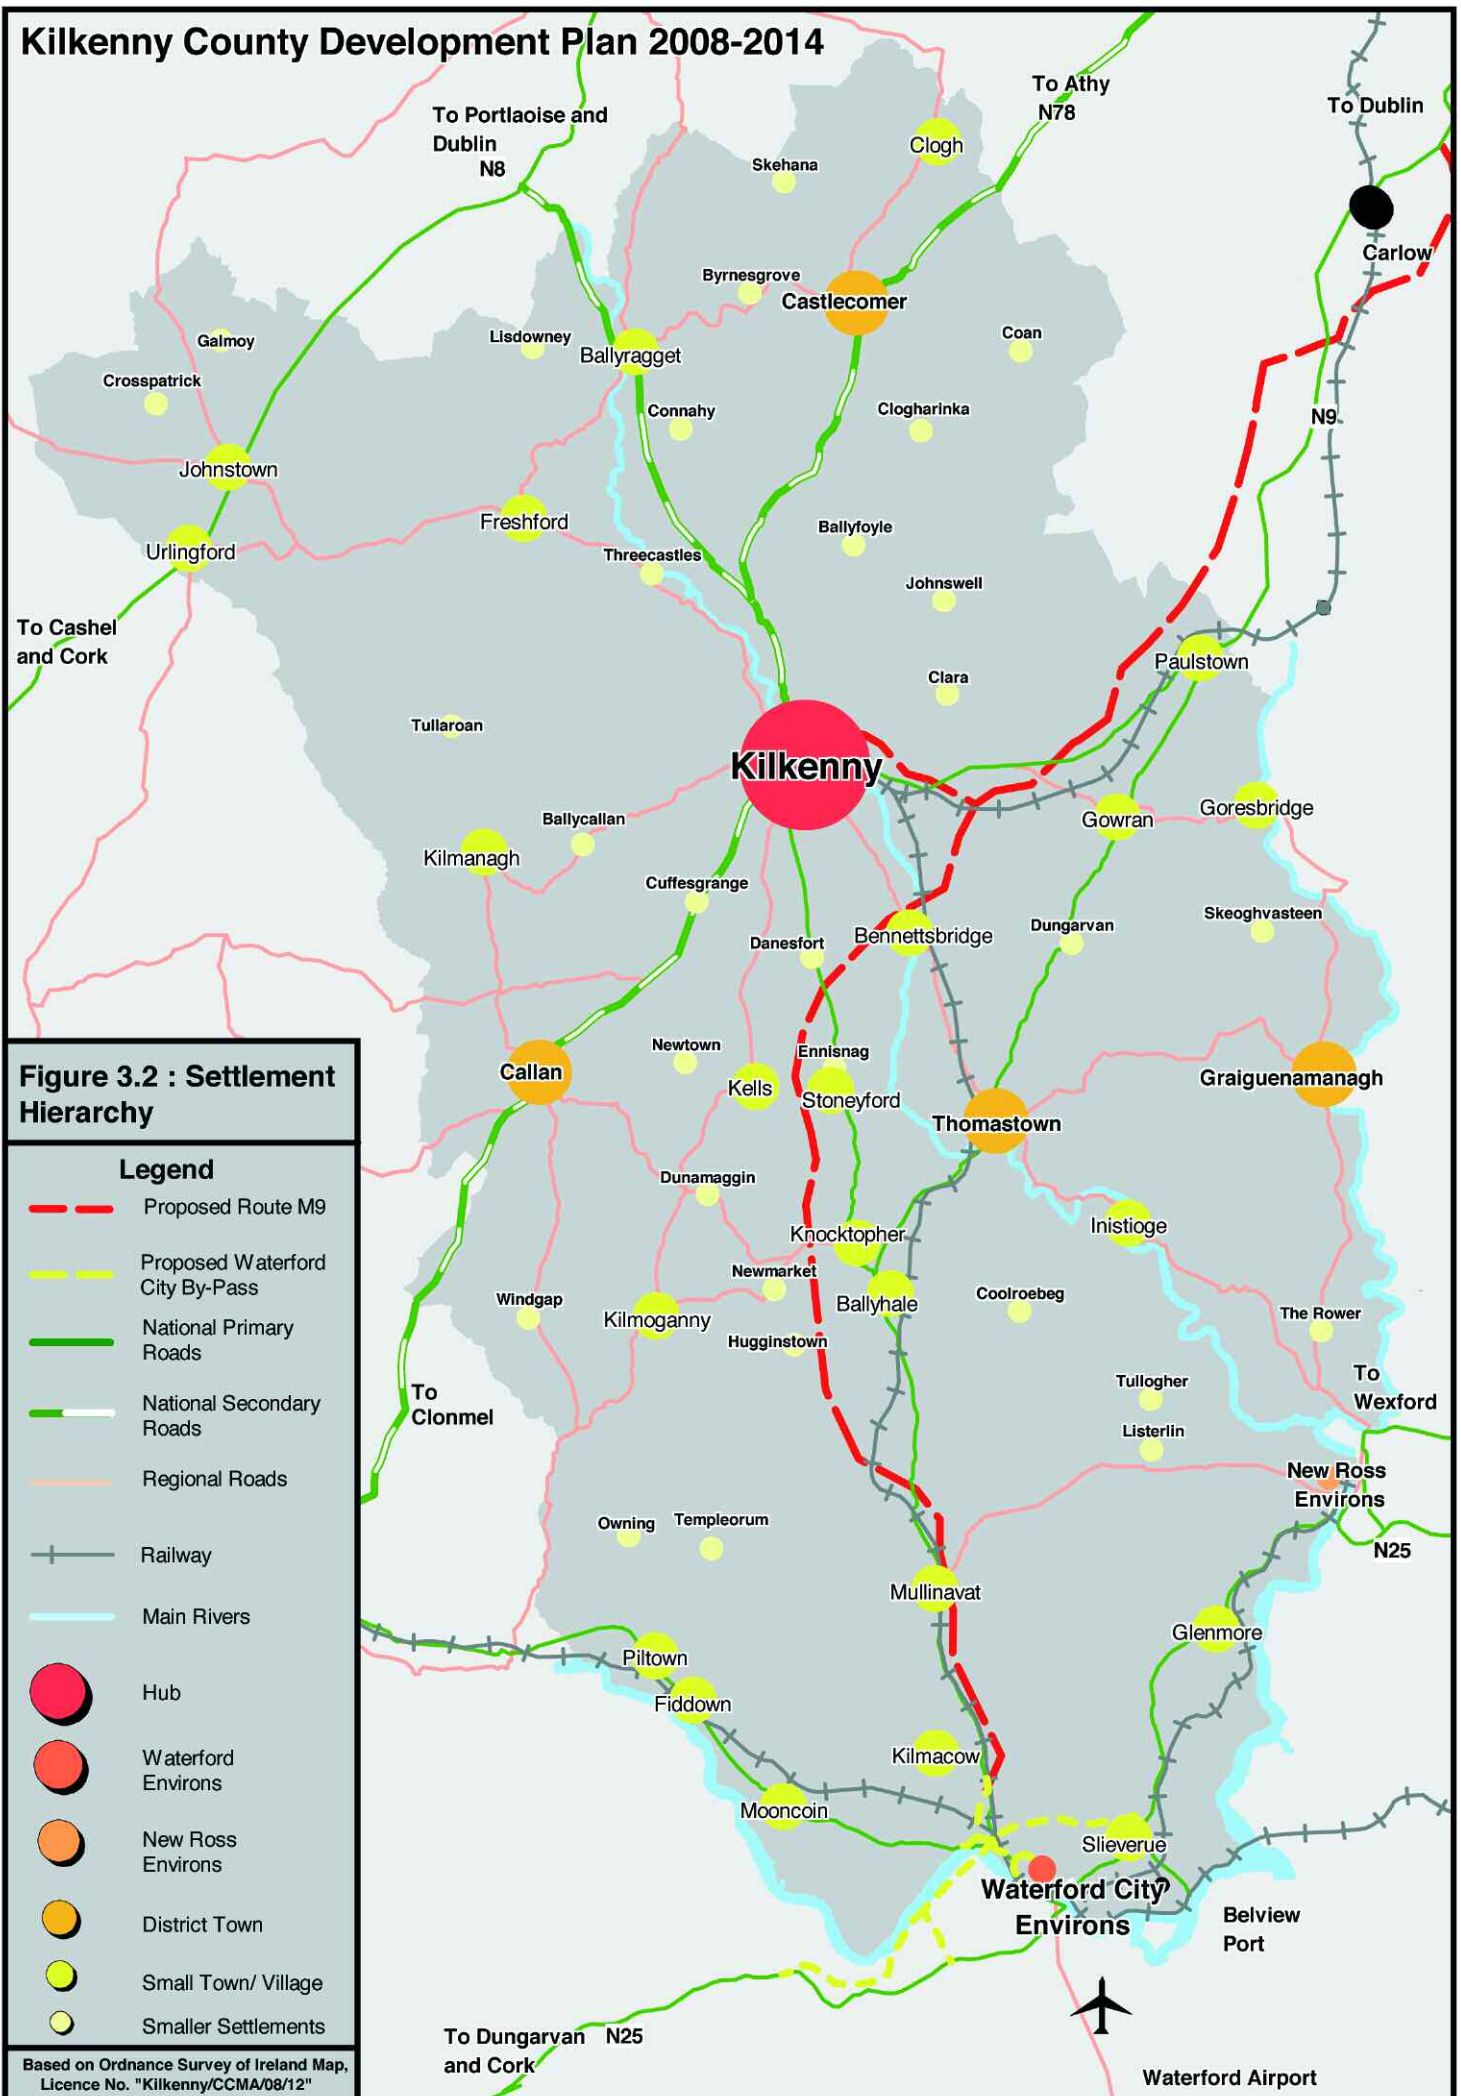 Kilkenny County Development Plan 2008-2014
To Portlaoise and
Dublin
N8
To Athy
N78
To Dublin
Clogh
Skehana
Carlow
Byrnesgrove
Castlecomer
Galmoy
Lisdowney
Ballyragget
Coan
Crosspatrick
Connahy
Clogharinka
N9
Johnstown
Freshford
Ballyfoyle
Urlingford
Threecastles
Johnswell
To Cashel
and Cork
Paulstown
Clara
Tullaroan
Kilkenny
Ballycallan
Gowran
Goresbridge
Kilmanagh
Cuffesgrange
Danesfort
Bennettsbridge
Dungarvan
Skeoghvasteen
Newtown
Ennisnag
Callan
Kells
Stoneyford
Graiguenamanagh
Thomastown
Dunamaggin
Knocktopher
Inistioge
Newmarket
Windgap
Kilmoganny
Ballyhale
Coolroebeg
The Rower
Hugginstown
To
Clonmel
Tullogher
To
Wexford
Listerlin
New Ross
Environs
Owning
Templeorum
N25
Mullinavat
Glenmore
Piltown
Fiddown
Kilmacow
Mooncoin
Slieverue
Waterford City
Environs
Belview
Port
To Dungarvan
and Cork
N25
Waterford Airport
Figure 3.2 : Settlement
Hierarchy
Legend
Proposed Route M9
Proposed Waterford
City By-Pass
National Primary
Roads
National Secondary
Roads
Regional Roads
Railway
Main Rivers
Hub
Waterford
Environs
New Ross
Environs
District Town
Small Town/ Village
Smaller Settlements
Based on Ordnance Survey of Ireland Map,
Licence No. "Kilkenny/CCMA/08/12"